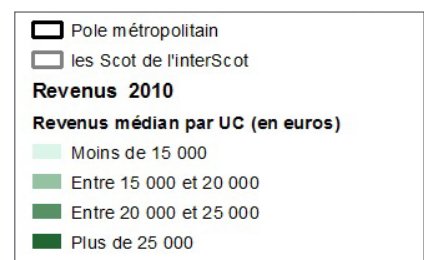 Pole métropolitain
les Scot de l'interScot
Revenus 2010
Revenus médian par UC (en euros)
Moins de 15 000
Entre 15 000 et 20 000
Entre 20 000 et 25 000
Plus de 25 000